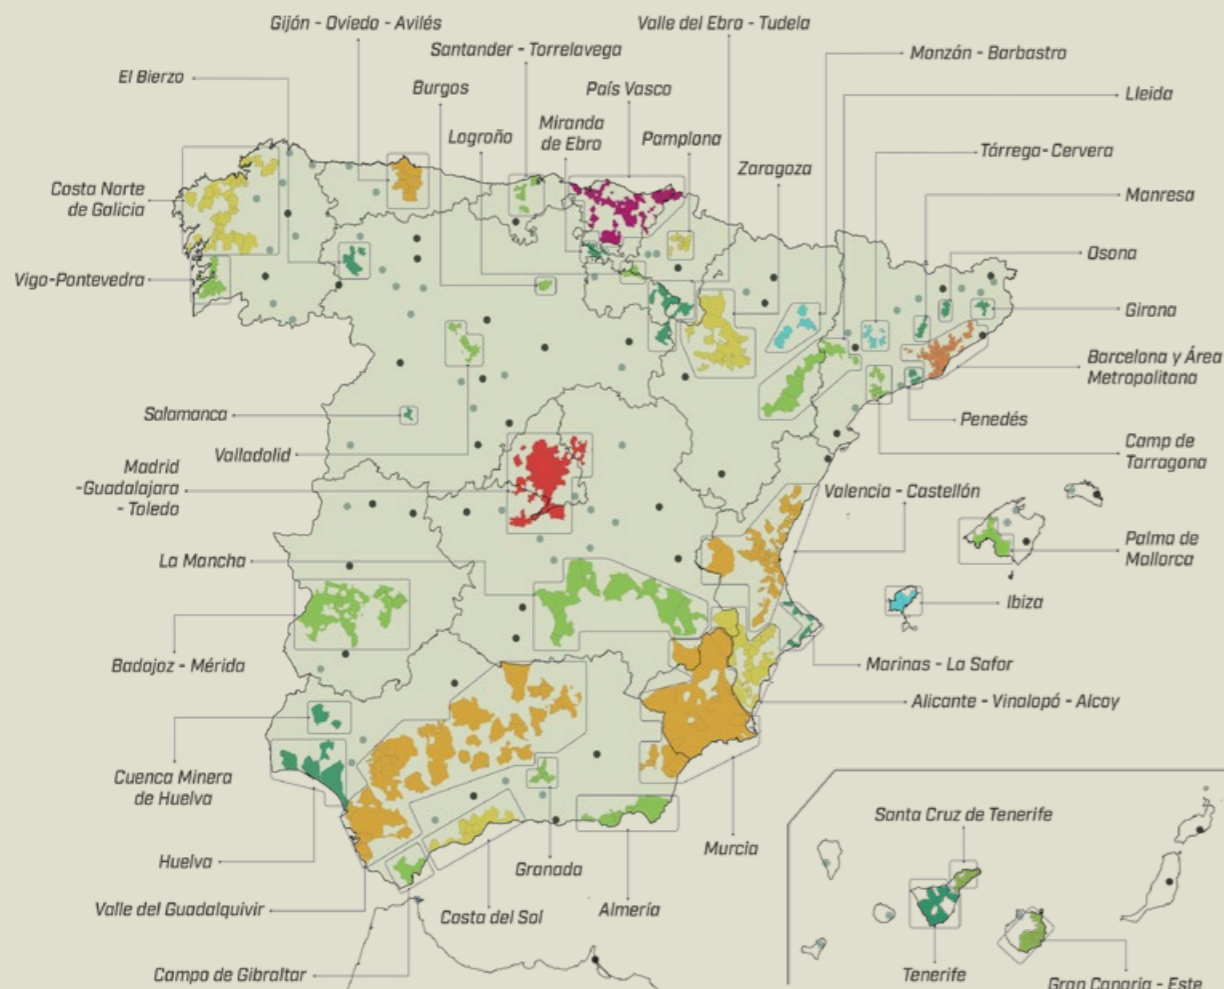 Gijón - Oviedo - Avilés
Valle del Ebro - Tudela
Santander - Torrelavega
Monzón - Barbastro
El Bierzo
Burgos
País Vasco
Lleida
Logroño
Miranda
de Ebro
Pamplona
Zaragoza
Tárrega-Cervera
Costa Norte
de Galicia
Manresa
Osona
Vigo-Pontevedra
Girona
Barcelona y Área
Metropolitana
Salamanca
Penedés
Valladolid
Camp de
Tarragona
Madrid
-Guadalajara
- Toledo
Valencia - Castellón
La Mancha
Palma de
Mallorca
Ibiza
Badajoz - Mérida
Marinas - La Safor
Alicante - Vinalopó - Alcoy
Cuenca Minera
de Huelva
Santa Cruz de Tenerife
Murcia
Huelva
Granada
Valle del Guadalquivir
Costa del Sol
Almería
Campo de Gibraltar
Tenerife
Gran Canaria - Este